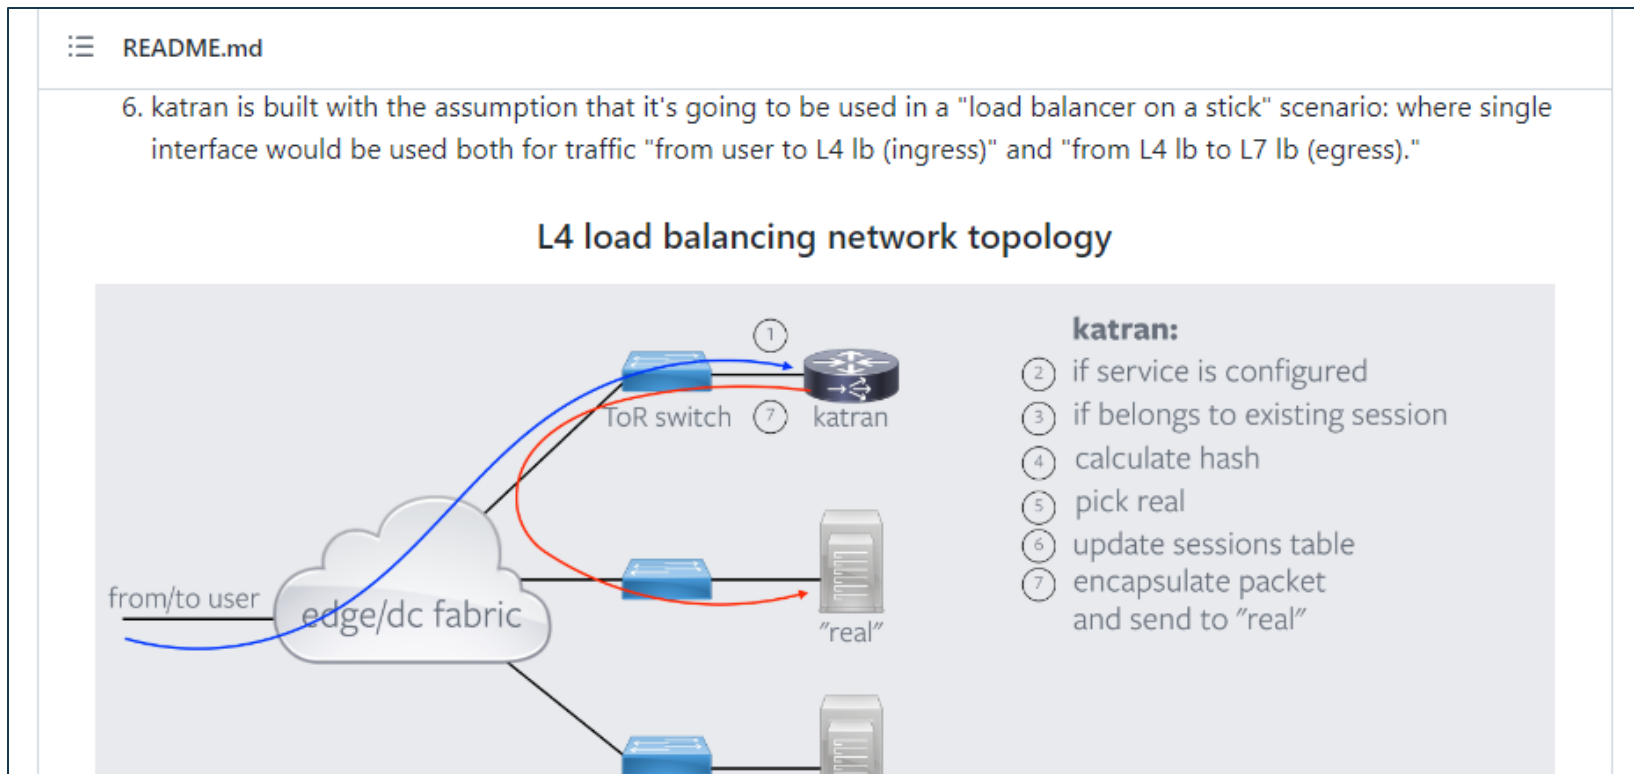 README.md
6. katran is built with the assumption that it's going to be used in a "load balancer on a stick" scenario: where single
interface would be used both for traffic "from user to L4 lb (ingress)" and "from L4 lb to L7 lb (egress)."
L4 load balancing network topology
1
ToR switch
7
katran
from/to user
edge/dc fabric
"real"
katran:
2 if service is configured
3 if belongs to existing session
4 calculate hash
5 pick real
6 update sessions table
7 encapsulate packet
and send to "real"